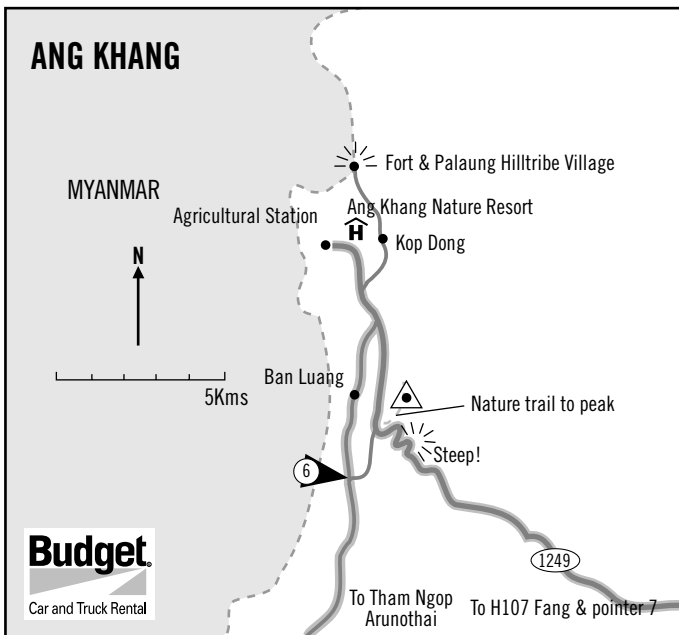 ANG KHANG
Fort & Palaung Hilltribe Village
MYANMAR
Ang Khang Nature Resort
Agricultural Station
H
Kop Dong
N
Ban Luang
5Kms
Nature trail to peak
Steep!
6
Budget®
Car and Truck Rental
1249
To Tham Ngop
Arunothai
To H107 Fang & pointer 7